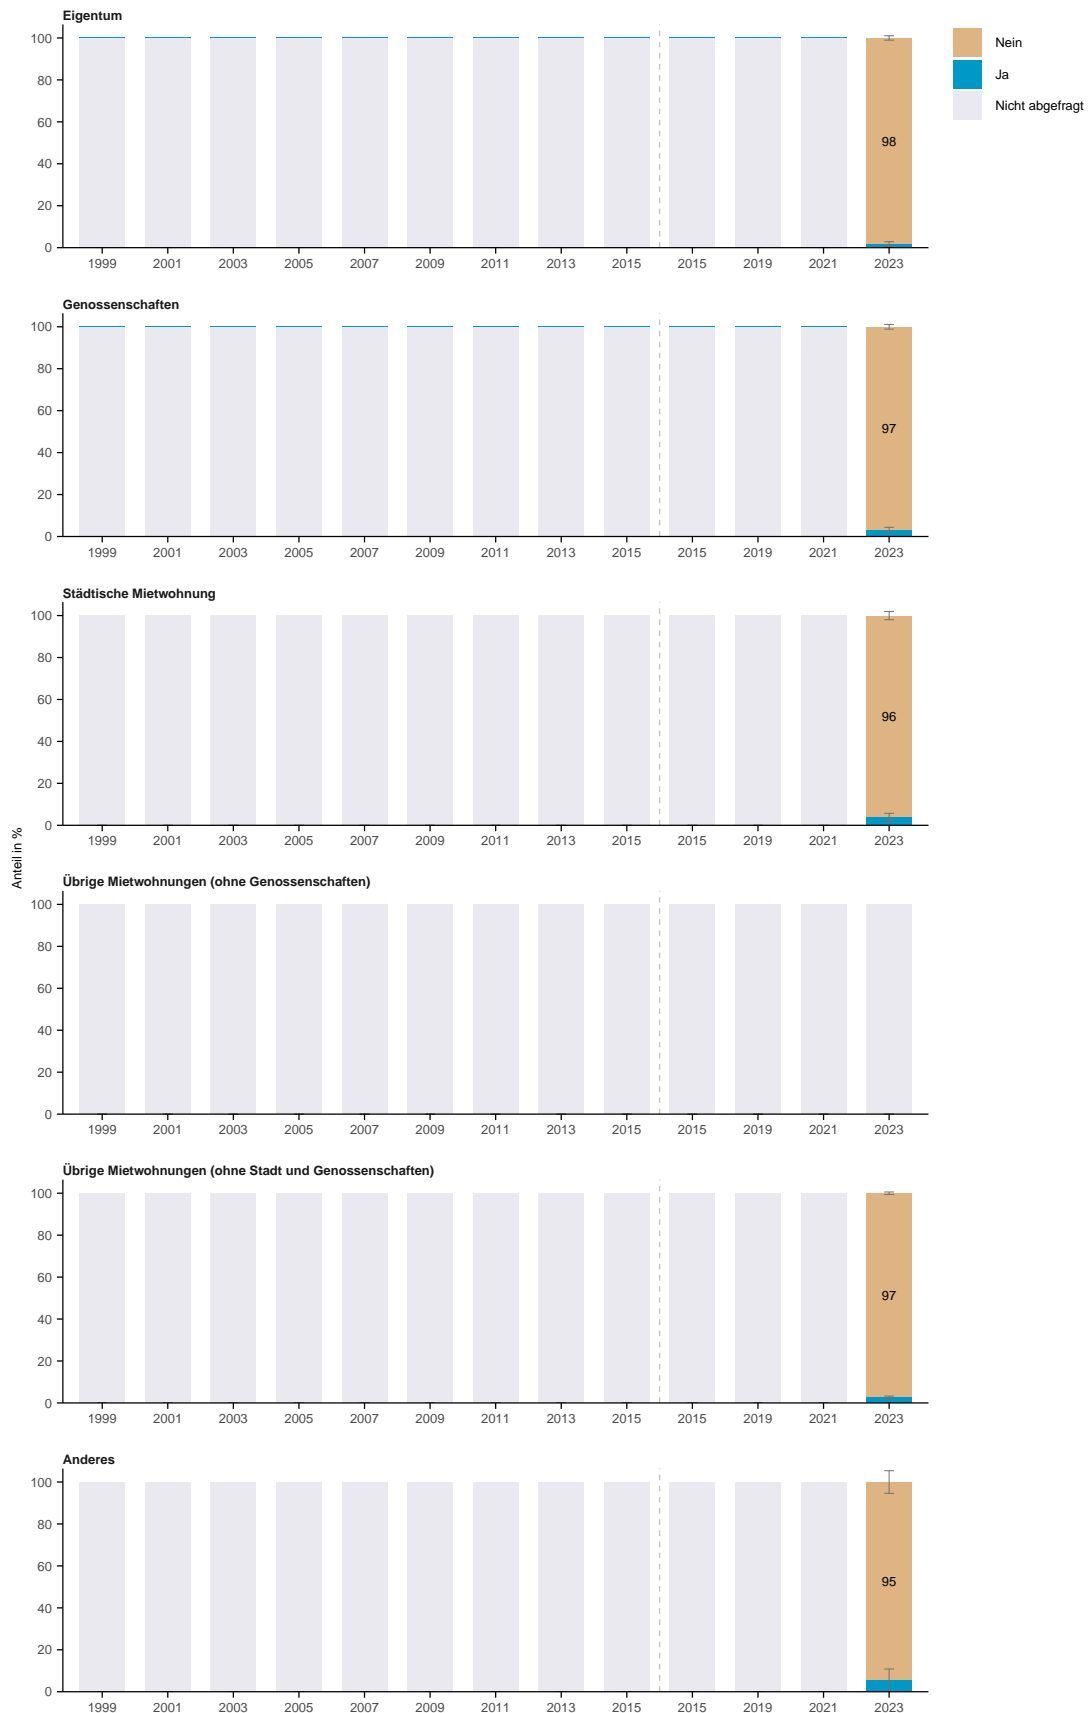 Eigentum
100
80
60
40
20
0
1999 2001 2003 2005 2007 2009 2011 2013 2015 2015 2019 2021 2023
98
Nein
Ja
Nicht abgefragt
Genossenschaften
100
80
60
40
20
0
1999 2001 2003 2005 2007 2009 2011 2013 2015 2015 2019 2021 2023
97
Städtische Mietwohnung
100
80
60
40
20
0
1999 2001 2003 2005 2007 2009 2011 2013 2015 2015 2019 2021 2023
96
Anteil in %
Übrige Mietwohnungen (ohne Genossenschaften)
100
80
60
40
20
0
1999 2001 2003 2005 2007 2009 2011 2013 2015 2015 2019 2021 2023
Übrige Mietwohnungen (ohne Stadt und Genossenschaften)
100
80
60
40
20
0
1999 2001 2003 2005 2007 2009 2011 2013 2015 2015 2019 2021 2023
97
Anderes
100
80
60
40
20
0
1999 2001 2003 2005 2007 2009 2011 2013 2015 2015 2019 2021 2023
95